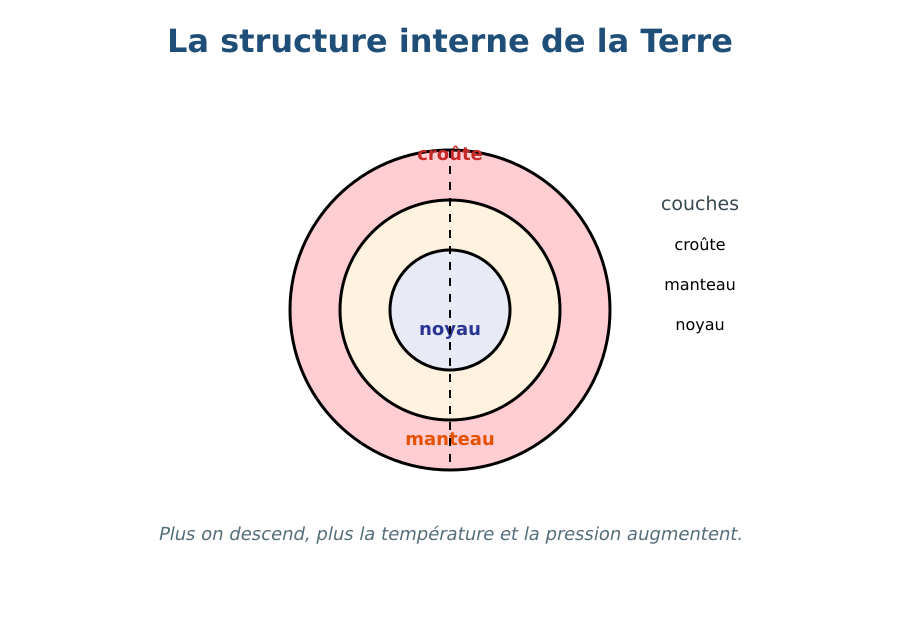 La structure interne de la Terre
croûte
couches
croûte
manteau
noyau
noyau
manteau
Plus on descend, plus la température et la pression augmentent.